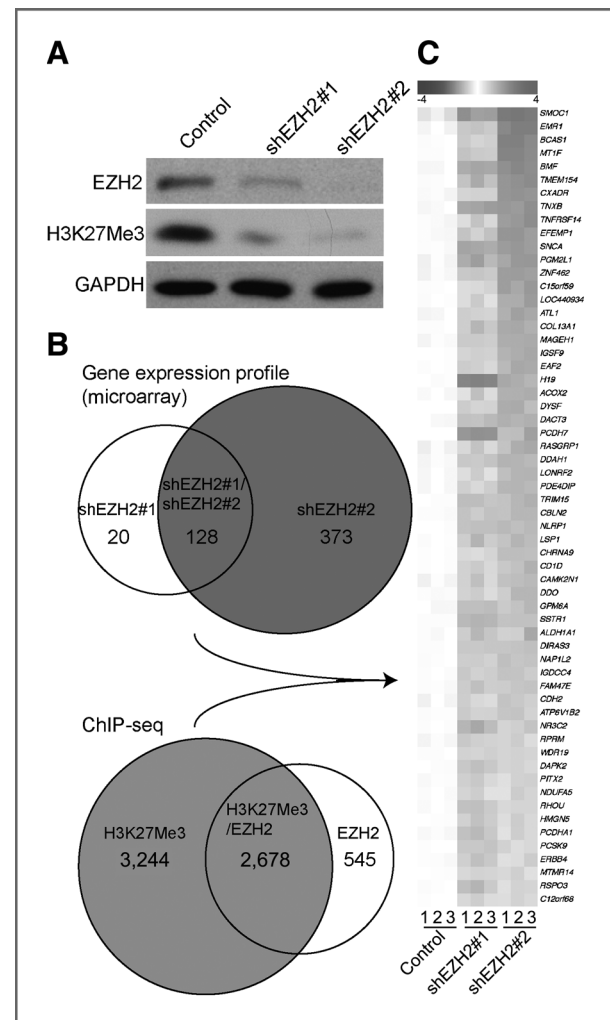 A
Control
shEZH2#1
shEZH2#2
EZH2
H3K27Me3
GAPDH
B
Gene expression profile
(microarray)
shEZH2#1
20
shEZH2#1/
shEZH2#2
128
shEZH2#2
373
ChIP-seq
H3K27Me3
3,244
H3K27Me3
/EZH2
2,678
EZH2
545
C
-4 4
SMOC1
EMR1
BCAS1
MT1F
BMF
TMEM154
CXADR
TNXB
TNFRSF14
EFEMP1
SNCA
PGM2L1
ZNF462
C15orf59
LOC440934
ATL1
COL13A1
MAGEH1
IGSF9
EAF2
H19
ACOX2
DYSF
DACT3
PCDH7
RASGRP1
DDAH1
LONRF2
PDE4DIP
TRIM15
CBLN2
NLRP1
LSP1
CHRNA9
CD1D
CAMK2N1
DDO
GPM6A
SSTR1
ALDH1A1
DIRAS3
NAP1L2
IGDCC4
FAM47E
CDH2
ATP6V1B2
NR3C2
RPRM
WDR19
DAPK2
PITX2
NDUFA5
RHOU
HMGN5
PCDHA1
PCSK9
ERBB4
MTMR14
RSPO3
C12orf68
1 2 3 1 2 3 1 2 3
Control
shEZH2#1
shEZH2#2